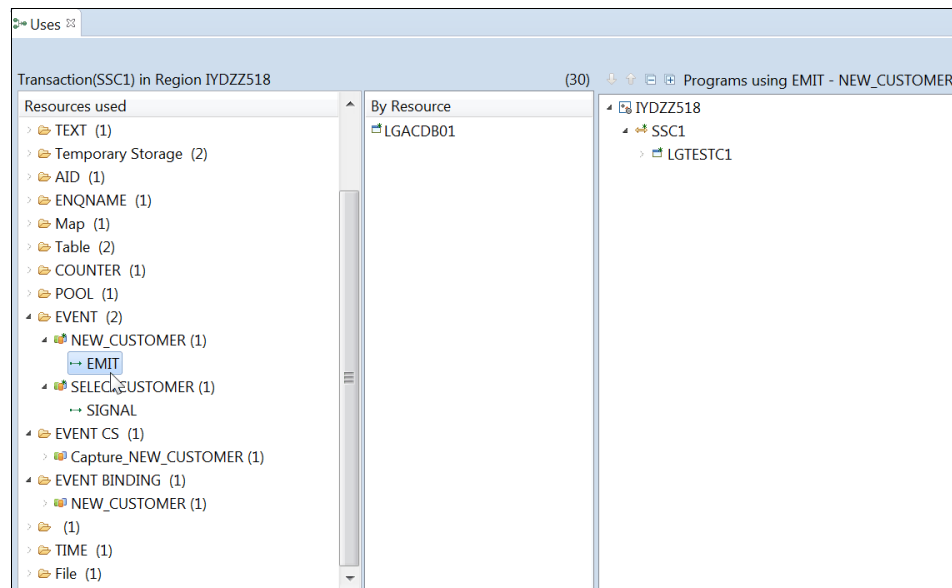 Uses
Transaction(SSC1) in Region IYDZZ518 (30) Programs using EMIT - NEW_CUSTOMER
Resources used
TEXT (1)
Temporary Storage (2)
AID (1)
ENQNAME (1)
Map (1)
Table (2)
COUNTER (1)
POOL (1)
EVENT (2)
NEW_CUSTOMER (1)
EMIT
SELECT_CUSTOMER (1)
SIGNAL
EVENT CS (1)
Capture_NEW_CUSTOMER (1)
EVENT BINDING (1)
NEW_CUSTOMER (1)
(1)
TIME (1)
File (1)
By Resource
LGACDB01
IYDZZ518
SSC1
LGTESTC1